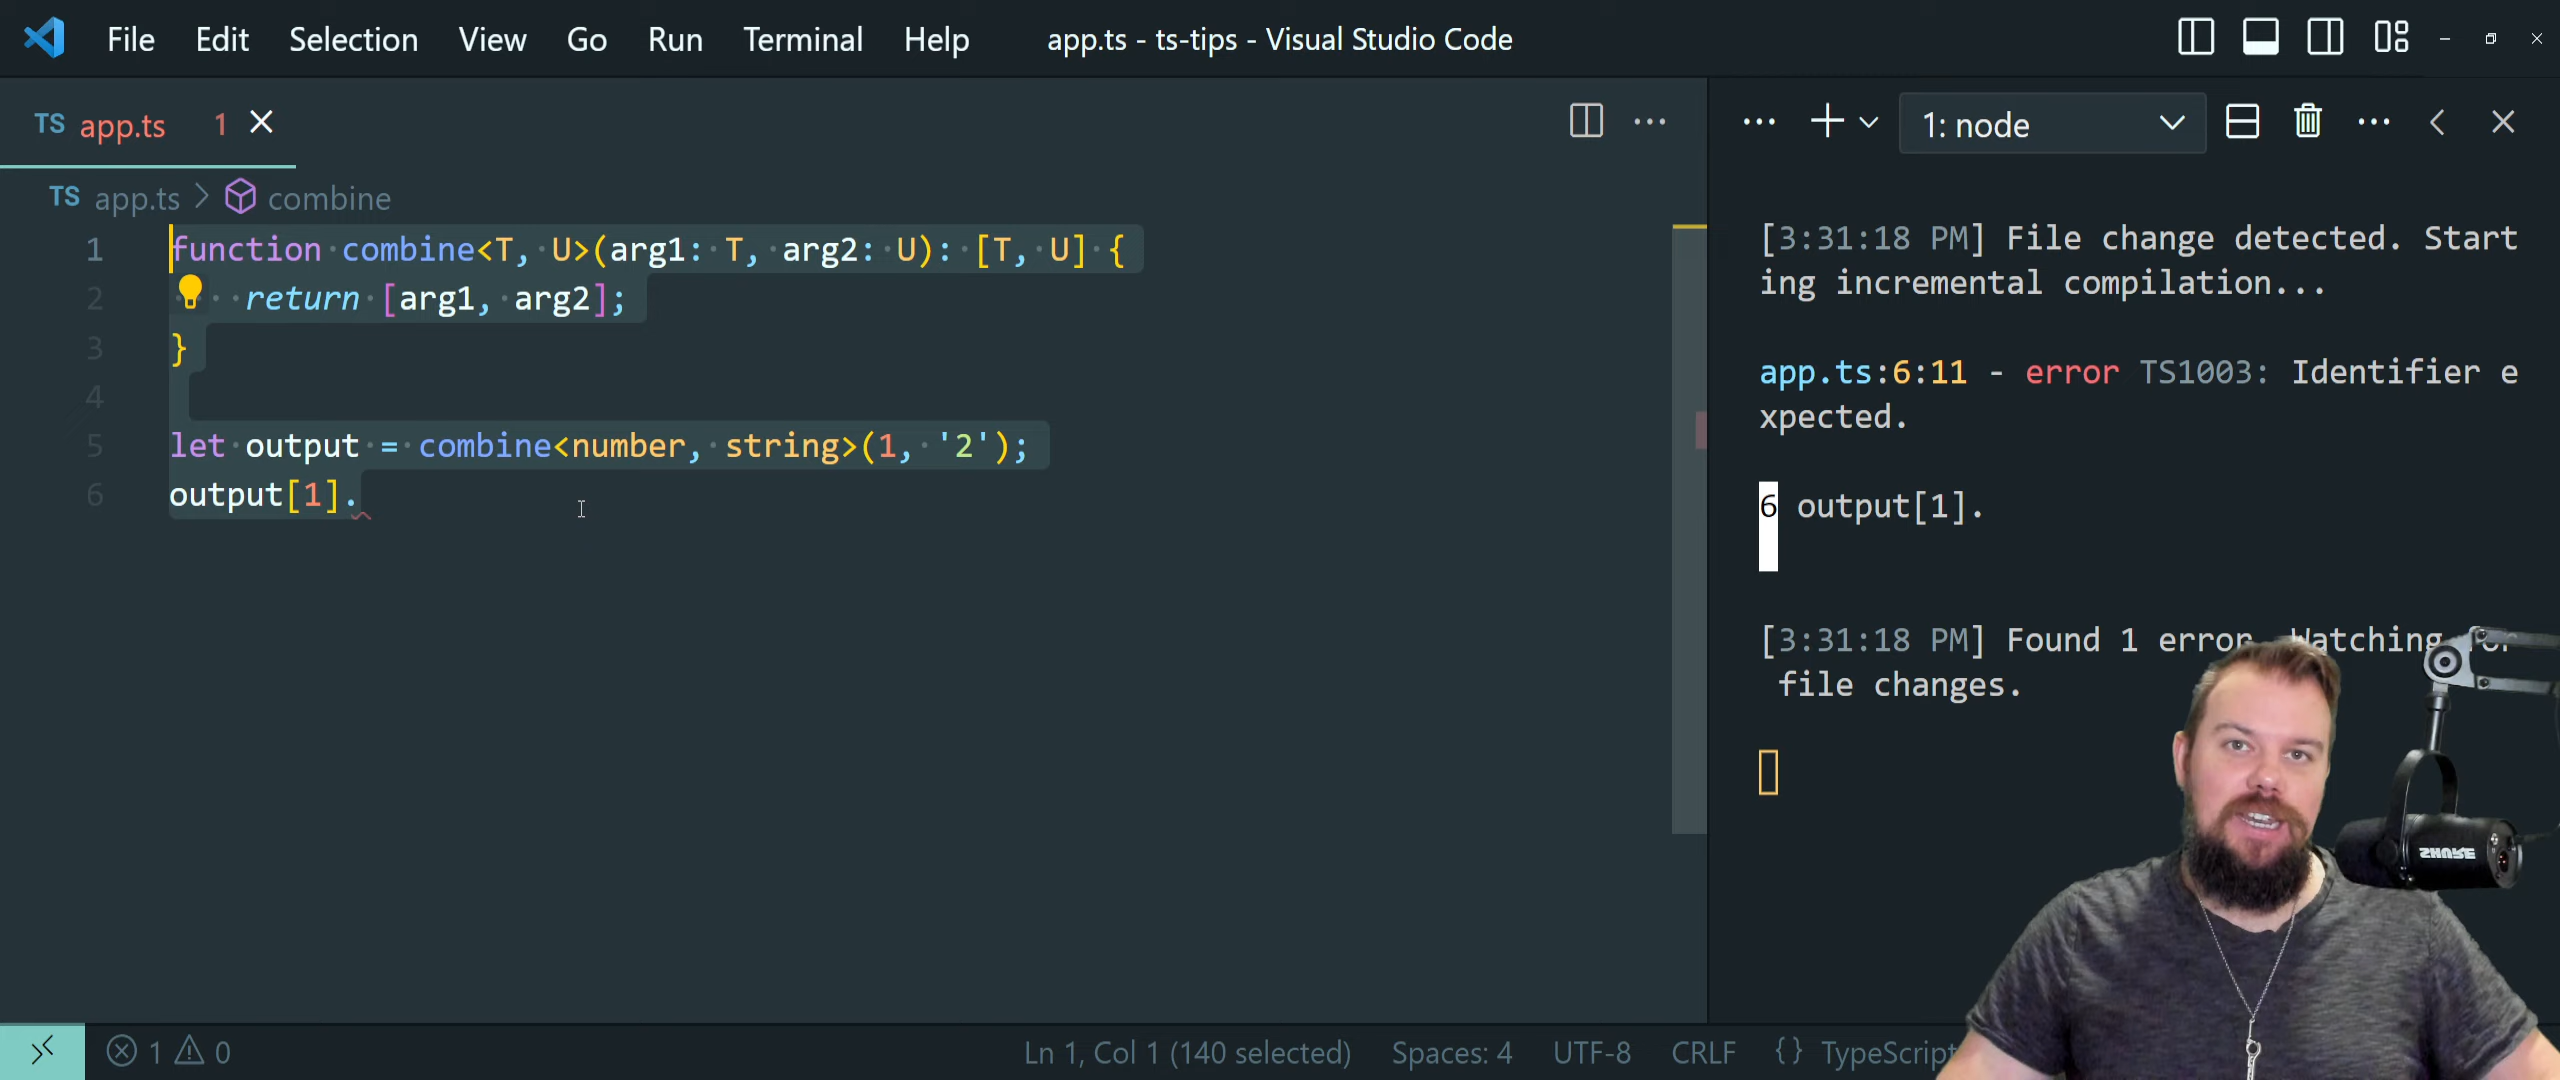 File Edit Selection View Go Run Terminal Help app.ts - ts-tips - Visual Studio Code
TS app.ts 1
TS app.ts > combine
1 function combine<T, U>(arg1: T, arg2: U): [T, U] {
2 return [arg1, arg2];
3 }
4
5 let output = combine<number, string>(1, '2');
6 output[1].
1: node
[3:31:18 PM] File change detected. Start
ing incremental compilation...
app.ts:6:11 - error TS1003: Identifier e
xpected.
6 output[1].
[3:31:18 PM] Found 1 error. Watching for
file changes.
SHURE
1 0 Ln 1, Col 1 (140 selected) Spaces: 4 UTF-8 CRLF {} TypeScript